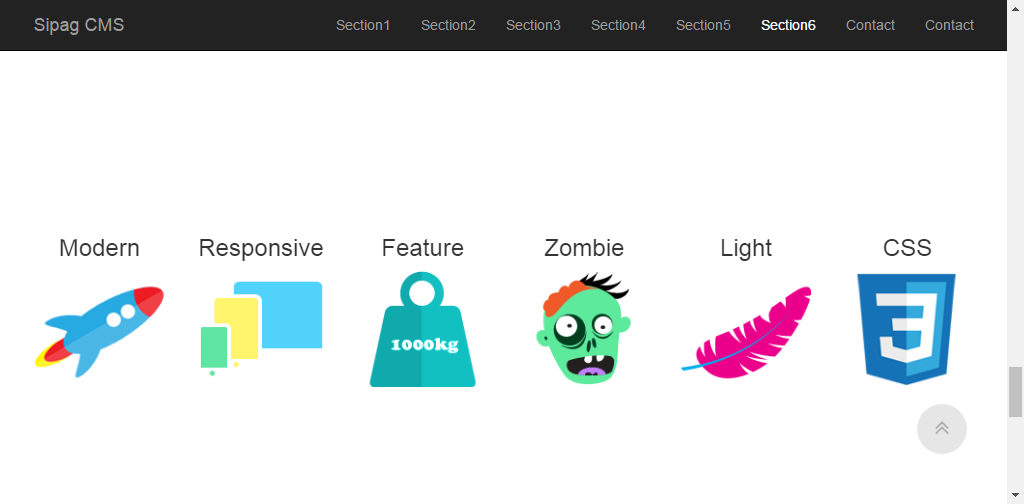 Sipag CMS Section1 Section2 Section3 Section4 Section5 Section6 Contact Contact
Modern Responsive Feature Zombie Light CSS
1000kg
3